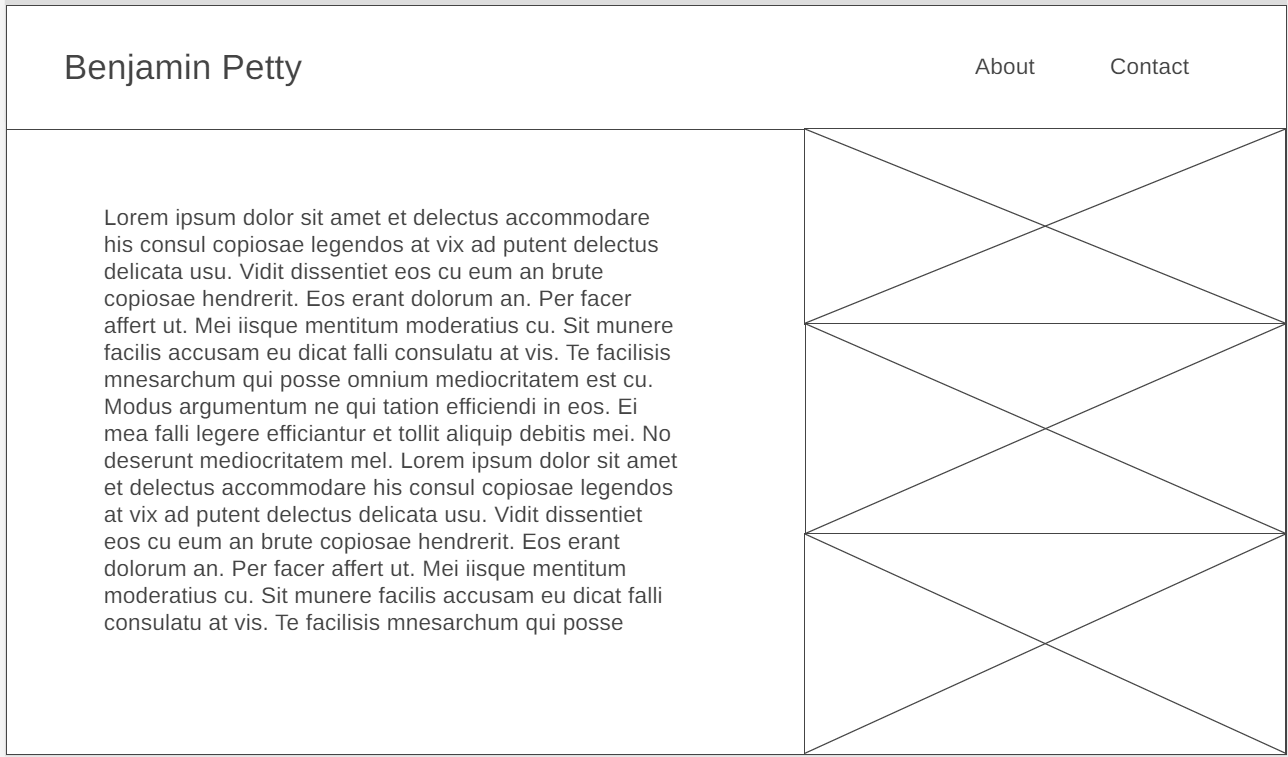 Benjamin Petty
About
Contact
Lorem ipsum dolor sit amet et delectus accommodare
his consul copiosae legendos at vix ad putent delectus
delicata usu. Vidit dissentiet eos cu eum an brute
copiosae hendrerit. Eos erant dolorum an. Per facer
affert ut. Mei iisque mentitum moderatius cu. Sit munere
facilis accusam eu dicat falli consulatu at vis. Te facilisis
mnesarchum qui posse omnium mediocritatem est cu.
Modus argumentum ne qui tation efficiendi in eos. Ei
mea falli legere efficiantur et tollit aliquip debitis mei. No
deserunt mediocritatem mel. Lorem ipsum dolor sit amet
et delectus accommodare his consul copiosae legendos
at vix ad putent delectus delicata usu. Vidit dissentiet
eos cu eum an brute copiosae hendrerit. Eos erant
dolorum an. Per facer affert ut. Mei iisque mentitum
moderatius cu. Sit munere facilis accusam eu dicat falli
consulatu at vis. Te facilisis mnesarchum qui posse